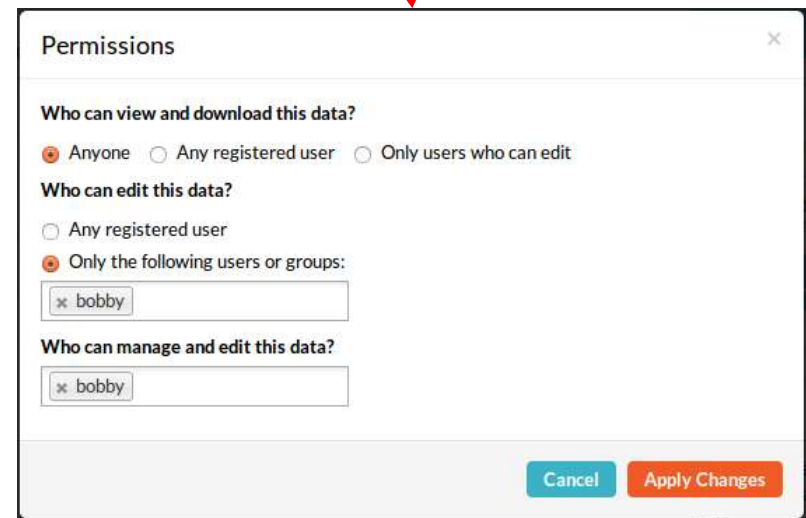 Permissions ×
Who can view and download this data?
Anyone Any registered user Only users who can edit
Who can edit this data?
Any registered user
Only the following users or groups:
× bobby
Who can manage and edit this data?
× bobby
Cancel Apply Changes